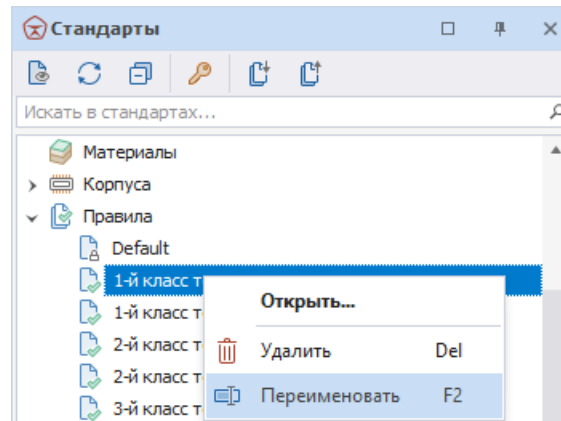 Стандарты
Искать в стандартах...
Материалы
Корпуса
Правила
Default
1-й класс т
Открыть...
1-й класс т
2-й класс т
Удалить Del
2-й класс т
Переименовать F2
3-й класс т